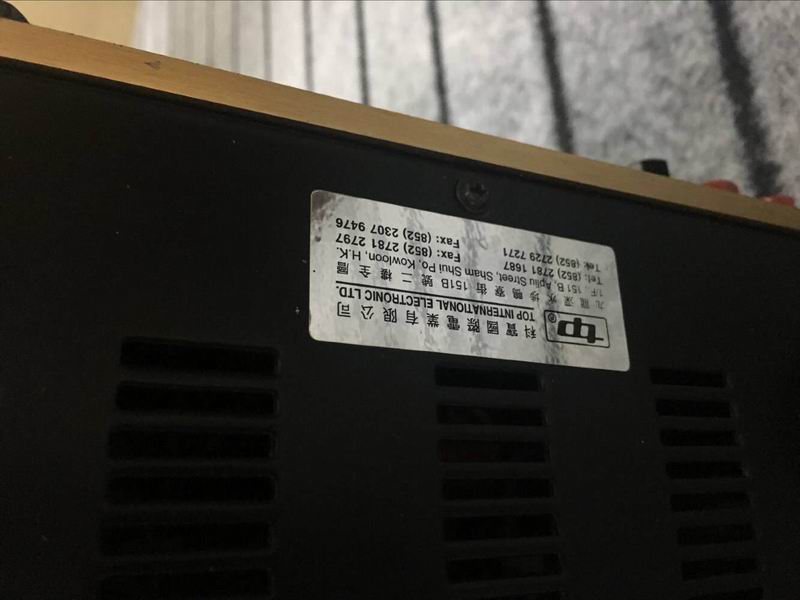 tp®
科寶國際電業有限公司
TOP INTERNATIONAL ELECTRONIC LTD.
九龍深水埗鴨寮街151B號二樓全層
1/F, 151 B, Apliu Street, Sham Shui Po, Kowloon, H.K.
Tel: (852) 2781 1687 Fax: (852) 2781 2797
Tel: (852) 2729 7271 Fax: (852) 2307 9476